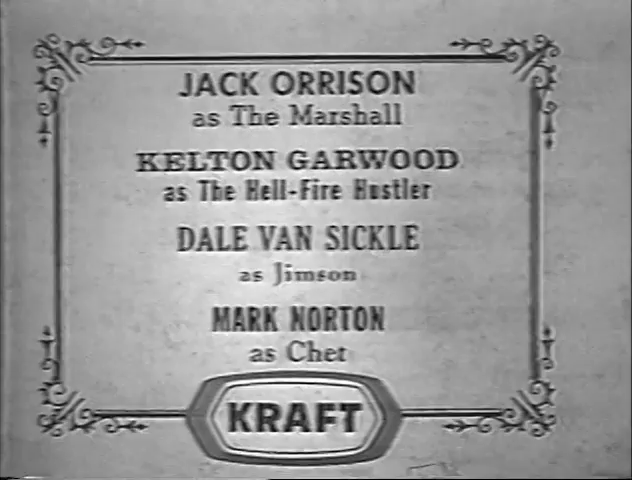 JACK ORRISON
as The Marshall
KELTON GARWOOD
as The Hell-Fire Hustler
DALE VAN SICKLE
as Jimson
MARK NORTON
as Chet
KRAFT